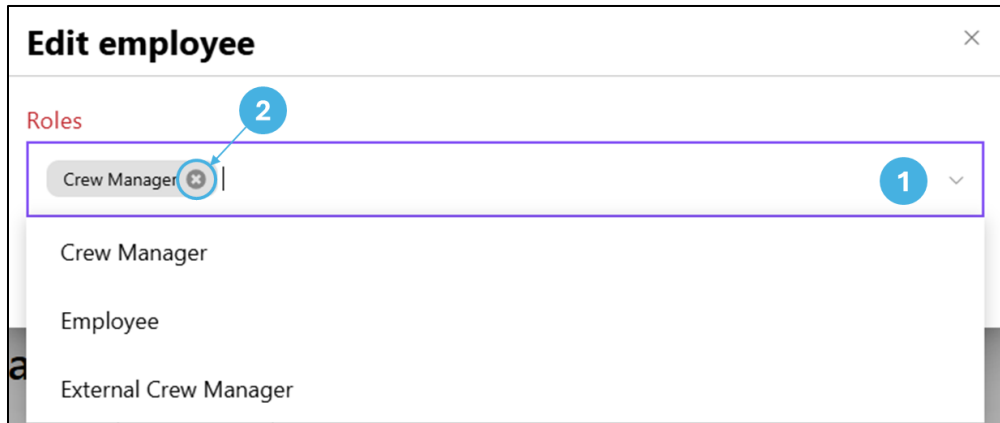 Edit employee
Roles
2
Crew Manager
1
Crew Manager
Employee
External Crew Manager
a